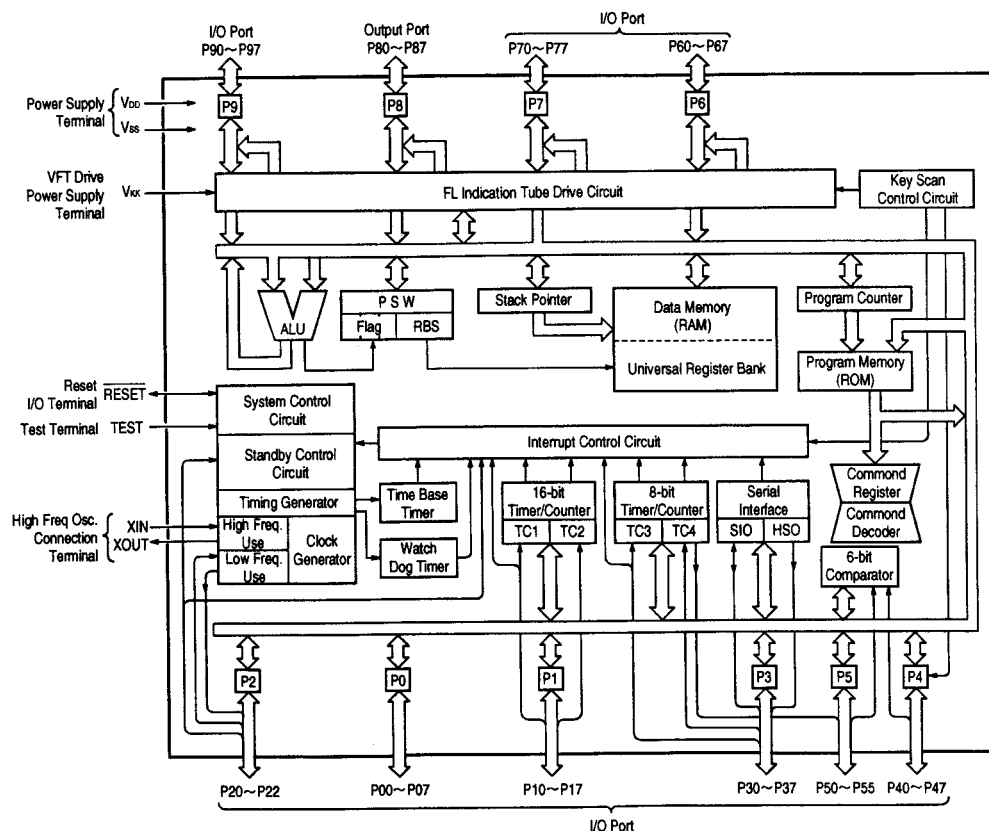 I/O Port
P90~P97
Output Port
P80~P87
I/O Port
P70~P77
P60~P67
Power Supply
Terminal
VDD
VSS
P9
P8
P7
P6
VFT Drive
Power Supply
Terminal
VKK
FL Indication Tube Drive Circuit
Key Scan
Control Circuit
ALU
P S W
Flag
RBS
Stack Pointer
Data Memory
(RAM)
Universal Register Bank
Program Counter
Program Memory
(ROM)
Reset
I/O Terminal
RESET
Test Terminal
TEST
System Control
Circuit
Standby Control
Circuit
Timing Generator
High Freq.
Use
Low Freq.
Use
Clock
Generator
High Freq Osc.
Connection
Terminal
XIN
XOUT
Interrupt Control Circuit
Time Base
Timer
Watch
Dog Timer
16-bit
Timer/Counter
TC1
TC2
8-bit
Timer/Counter
TC3
TC4
Serial
Interface
SIO
HSO
Commond
Register
Commond
Decoder
6-bit
Comparator
P2
P0
P1
P3
P5
P4
P20~P22
P00~P07
P10~P17
P30~P37
P50~P55
P40~P47
I/O Port